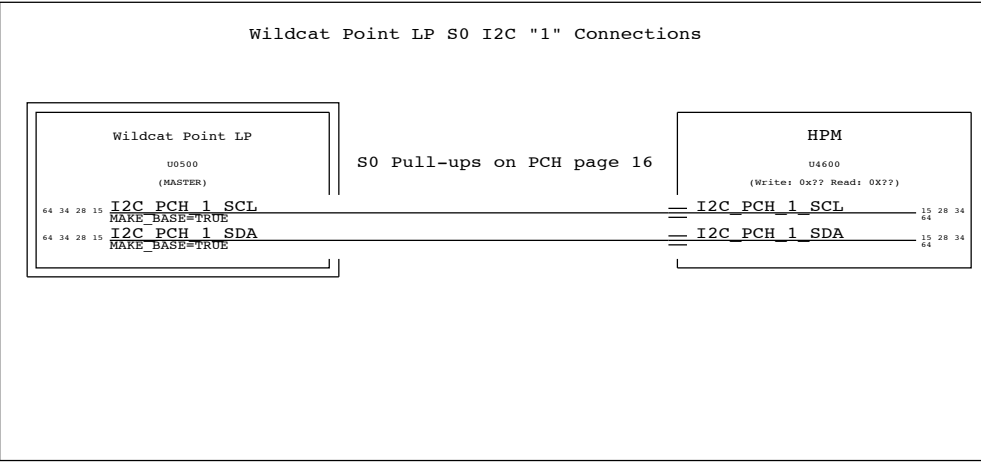 Wildcat Point LP S0 I2C "1" Connections
Wildcat Point LP
U0500
(MASTER)
S0 Pull-ups on PCH page 16
HPM
U4600
(Write: 0x?? Read: 0X??)
64 34 28 15 I2C_PCH_1_SCL
MAKE_BASE=TRUE
I2C_PCH_1_SCL 15 28 34
64
64 34 28 15 I2C_PCH_1_SDA
MAKE_BASE=TRUE
I2C_PCH_1_SDA 15 28 34
64